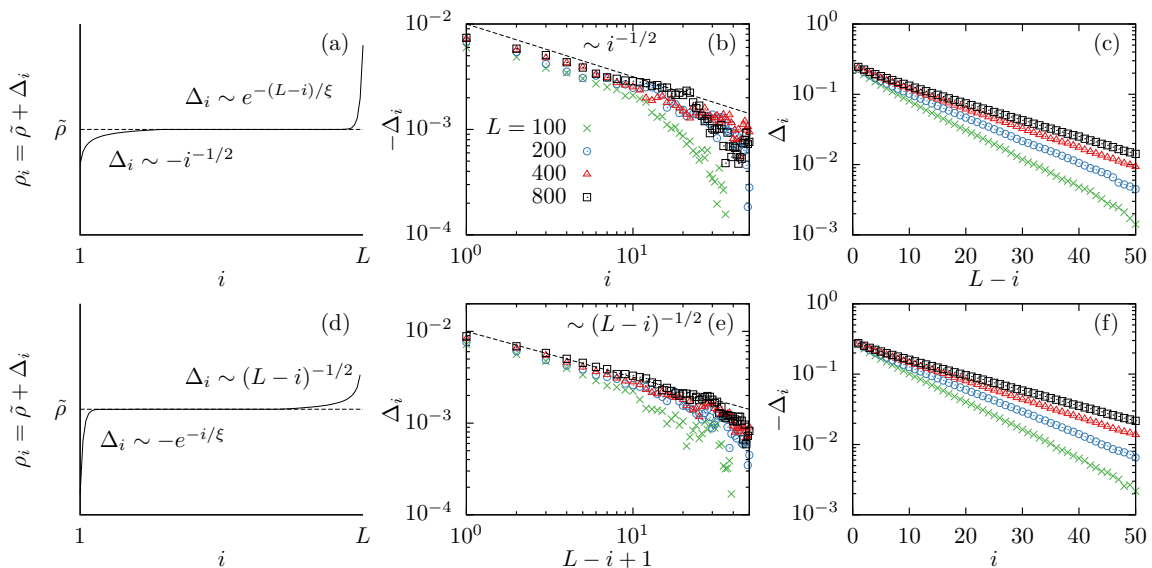 (a)
ρ_i = ρ̃ + Δ_i
ρ̃
Δ_i ∼ e^{−(L−i)/ξ}
Δ_i ∼ −i^{−1/2}
1
L
i
(b)
∼ i^{−1/2}
−Δ_i
10^{−2}
10^{−3}
10^{−4}
L = 100
200
400
800
10^0
10^1
i
(c)
Δ_i
10^0
10^{−1}
10^{−2}
10^{−3}
0 10 20 30 40 50
L − i
(d)
ρ_i = ρ̃ + Δ_i
ρ̃
Δ_i ∼ (L − i)^{−1/2}
Δ_i ∼ −e^{−i/ξ}
1
L
i
∼ (L − i)^{−1/2} (e)
Δ_i
10^{−2}
10^{−3}
10^{−4}
10^0
10^1
L − i + 1
(f)
−Δ_i
10^0
10^{−1}
10^{−2}
10^{−3}
0 10 20 30 40 50
i